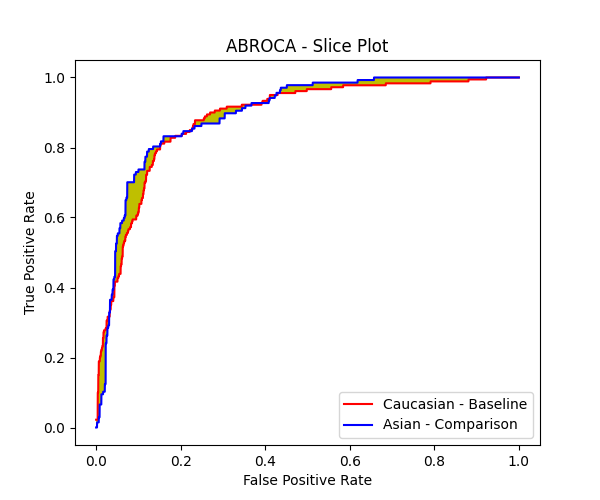 ABROCA - Slice Plot
True Positive Rate
1.0
0.8
0.6
0.4
0.2
0.0
Caucasian - Baseline
Asian - Comparison
0.0 0.2 0.4 0.6 0.8 1.0
False Positive Rate